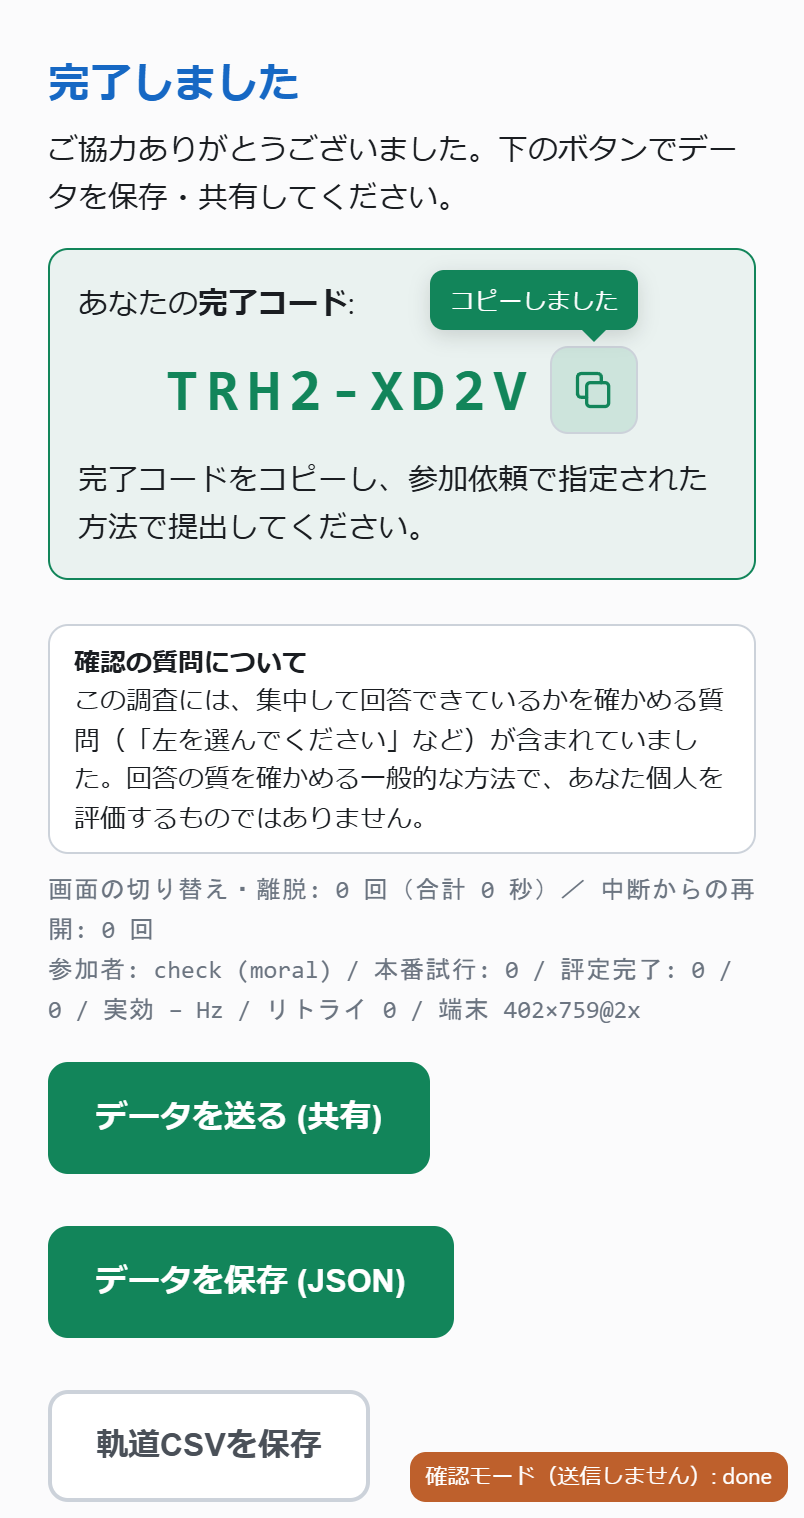 完了しました
ご協力ありがとうございました。下のボタンでデー
タを保存・共有してください。
あなたの完了コード:
コピーしました
TRH2-XD2V
完了コードをコピーし、参加依頼で指定された
方法で提出してください。
確認の質問について
この調査には、集中して回答できているかを確かめる質
問（「左を選んでください」など）が含まれていまし
た。回答の質を確かめる一般的な方法で、あなた個人を
評価するものではありません。
画面の切り替え・離脱: 0 回（合計 0 秒）／ 中断からの再
開: 0 回
参加者: check (moral) / 本番試行: 0 / 評定完了: 0 /
0 / 実効 – Hz / リトライ 0 / 端末 402×759@2x
データを送る (共有)
データを保存 (JSON)
軌道CSVを保存
確認モード（送信しません）: done